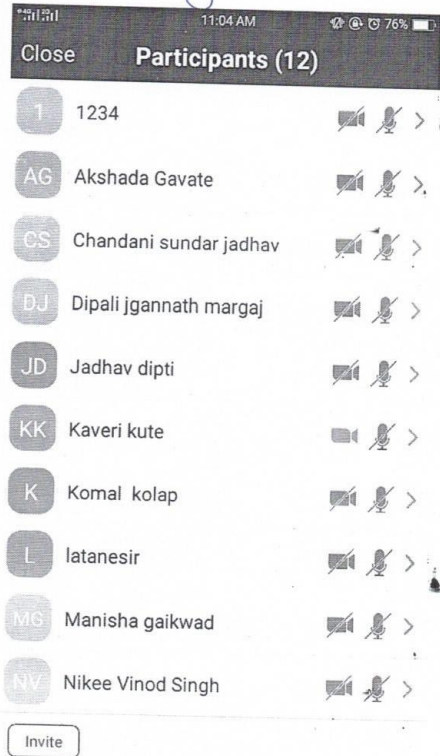 11:04 AM 76%
Close Participants (12)
1 1234
AG Akshada Gavate
CS Chandani sundar jadhav
DJ Dipali jgannath margaj
JD Jadhav dipti
KK Kaveri kute
K Komal kolap
L latanesir
MG Manisha gaikwad
NV Nikee Vinod Singh
Invite